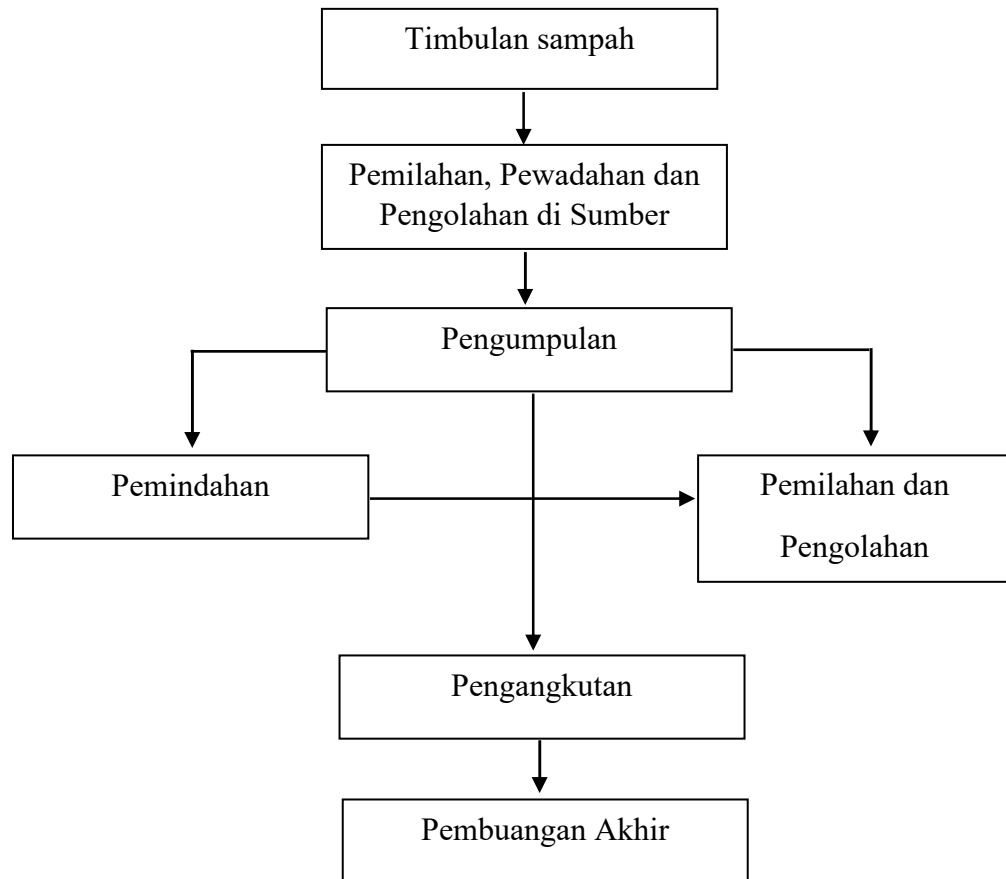 Timbulan sampah
Pemilahan, Pewadahan dan
Pengolahan di Sumber
Pengumpulan
Pemindahan
Pemilahan dan
Pengolahan
Pengangkutan
Pembuangan Akhir